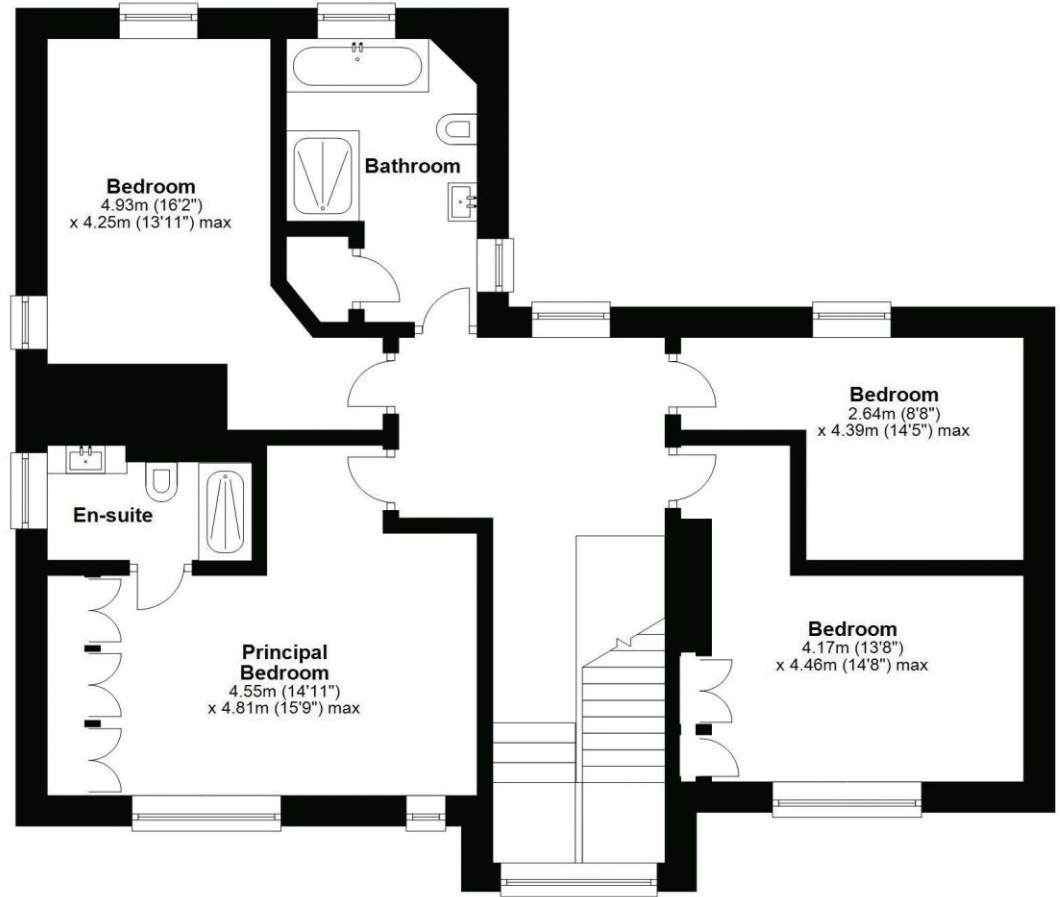 Bedroom
4.93m (16'2")
x 4.25m (13'11") max
Bathroom
Bedroom
2.64m (8'8")
x 4.39m (14'5") max
En-suite
Principal
Bedroom
4.55m (14'11")
x 4.81m (15'9") max
Bedroom
4.17m (13'8")
x 4.46m (14'8") max